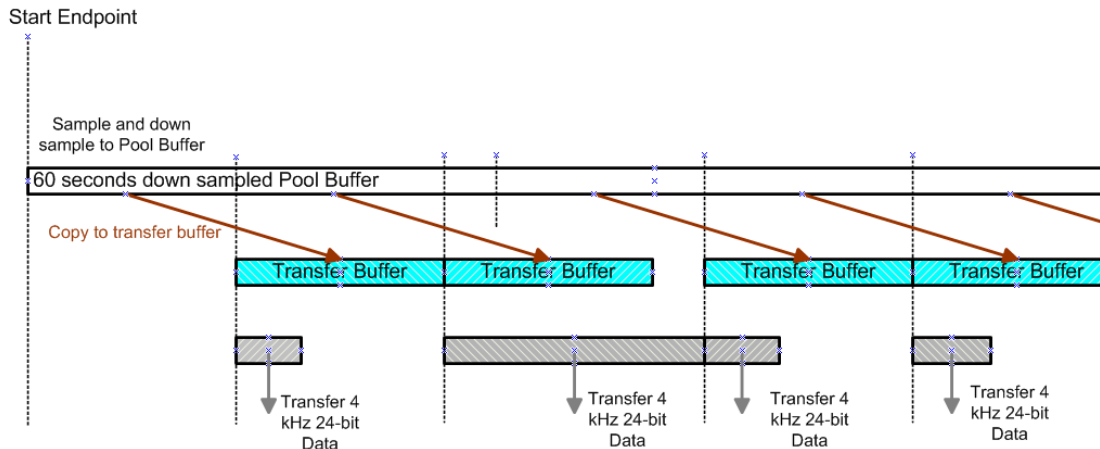 Start Endpoint
Sample and down
sample to Pool Buffer
60 seconds down sampled Pool Buffer
Copy to transfer buffer
Transfer Buffer
Transfer Buffer
Transfer Buffer
Transfer Buffer
Transfer 4
kHz 24-bit
Data
Transfer 4
kHz 24-bit
Data
Transfer 4
kHz 24-bit
Data
Transfer 4
kHz 24-bit
Data